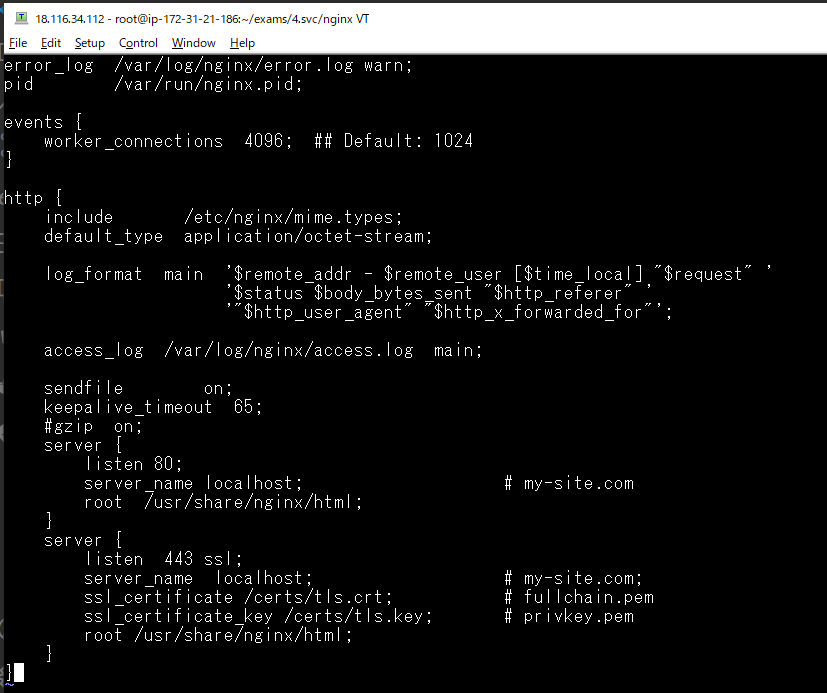 18.116.34.112 - root@ip-172-31-21-186:~/exams/4.svc/nginx VT
File Edit Setup Control Window Help
error_log  /var/log/nginx/error.log warn;
pid        /var/run/nginx.pid;
events {
    worker_connections  4096;  ## Default: 1024
}
http {
    include       /etc/nginx/mime.types;
    default_type  application/octet-stream;
    log_format  main  '$remote_addr - $remote_user [$time_local] "$request" '
                      '$status $body_bytes_sent "$http_referer" '
                      '"$http_user_agent" "$http_x_forwarded_for"';
    access_log  /var/log/nginx/access.log  main;
    sendfile        on;
    keepalive_timeout  65;
    #gzip  on;
    server {
        listen 80;
        server_name localhost;                    # my-site.com
        root  /usr/share/nginx/html;
    }
    server {
        listen  443 ssl;
        server_name  localhost;                   # my-site.com;
        ssl_certificate /certs/tls.crt;           # fullchain.pem
        ssl_certificate_key /certs/tls.key;       # privkey.pem
        root /usr/share/nginx/html;
    }
}
~